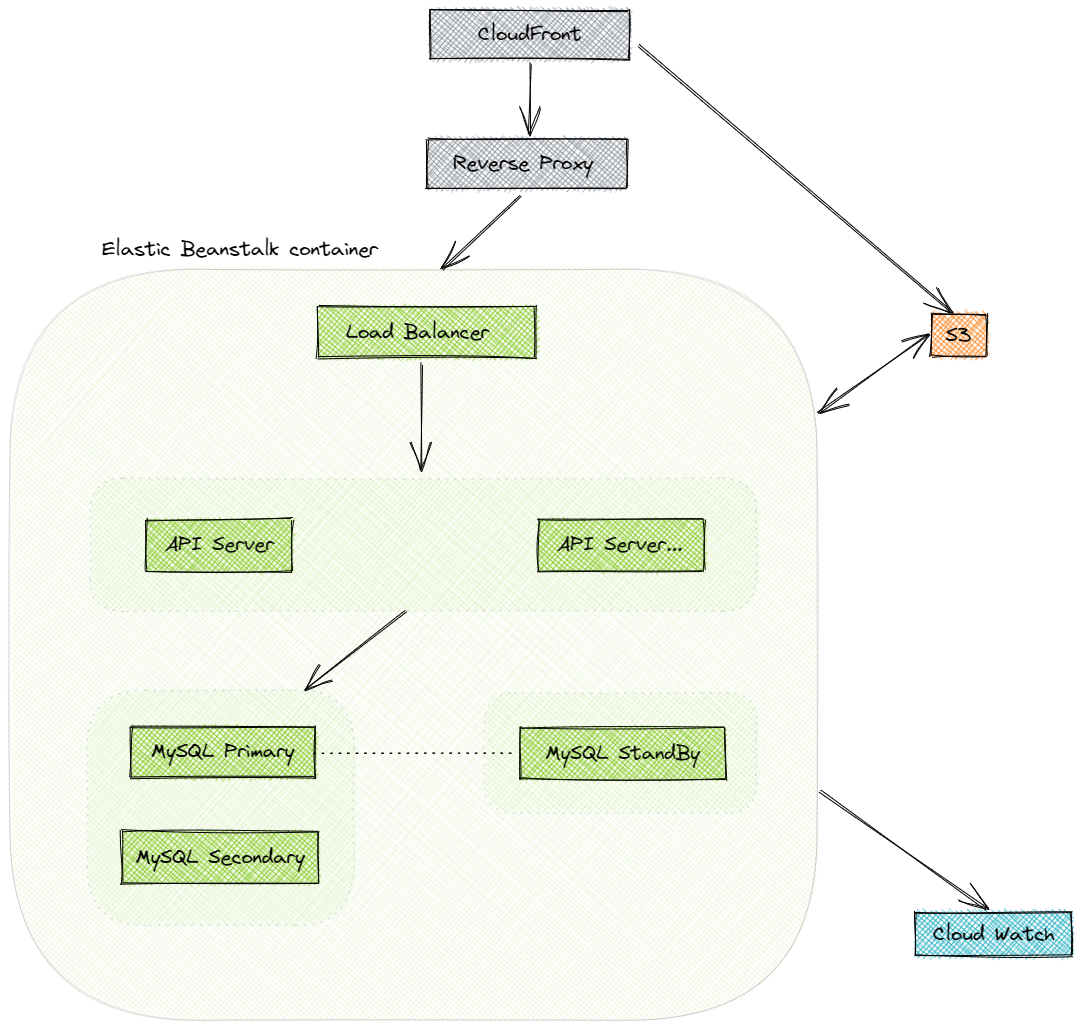 CloudFront
Reverse Proxy
Elastic Beanstalk container
Load Balancer
S3
API Server
API Server...
MySQL Primary
MySQL StandBy
MySQL Secondary
Cloud Watch